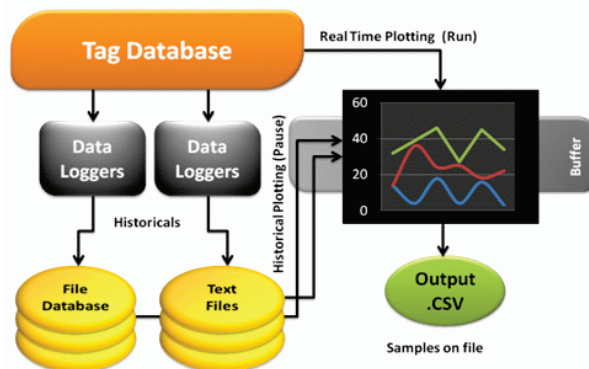 Tag Database
Real Time Plotting (Run)
Data
Loggers
Data
Loggers
Historicals
Historical Plotting (Pause)
60
40
20
0
Buffer
File
Database
Text
Files
Output
.CSV
Samples on file